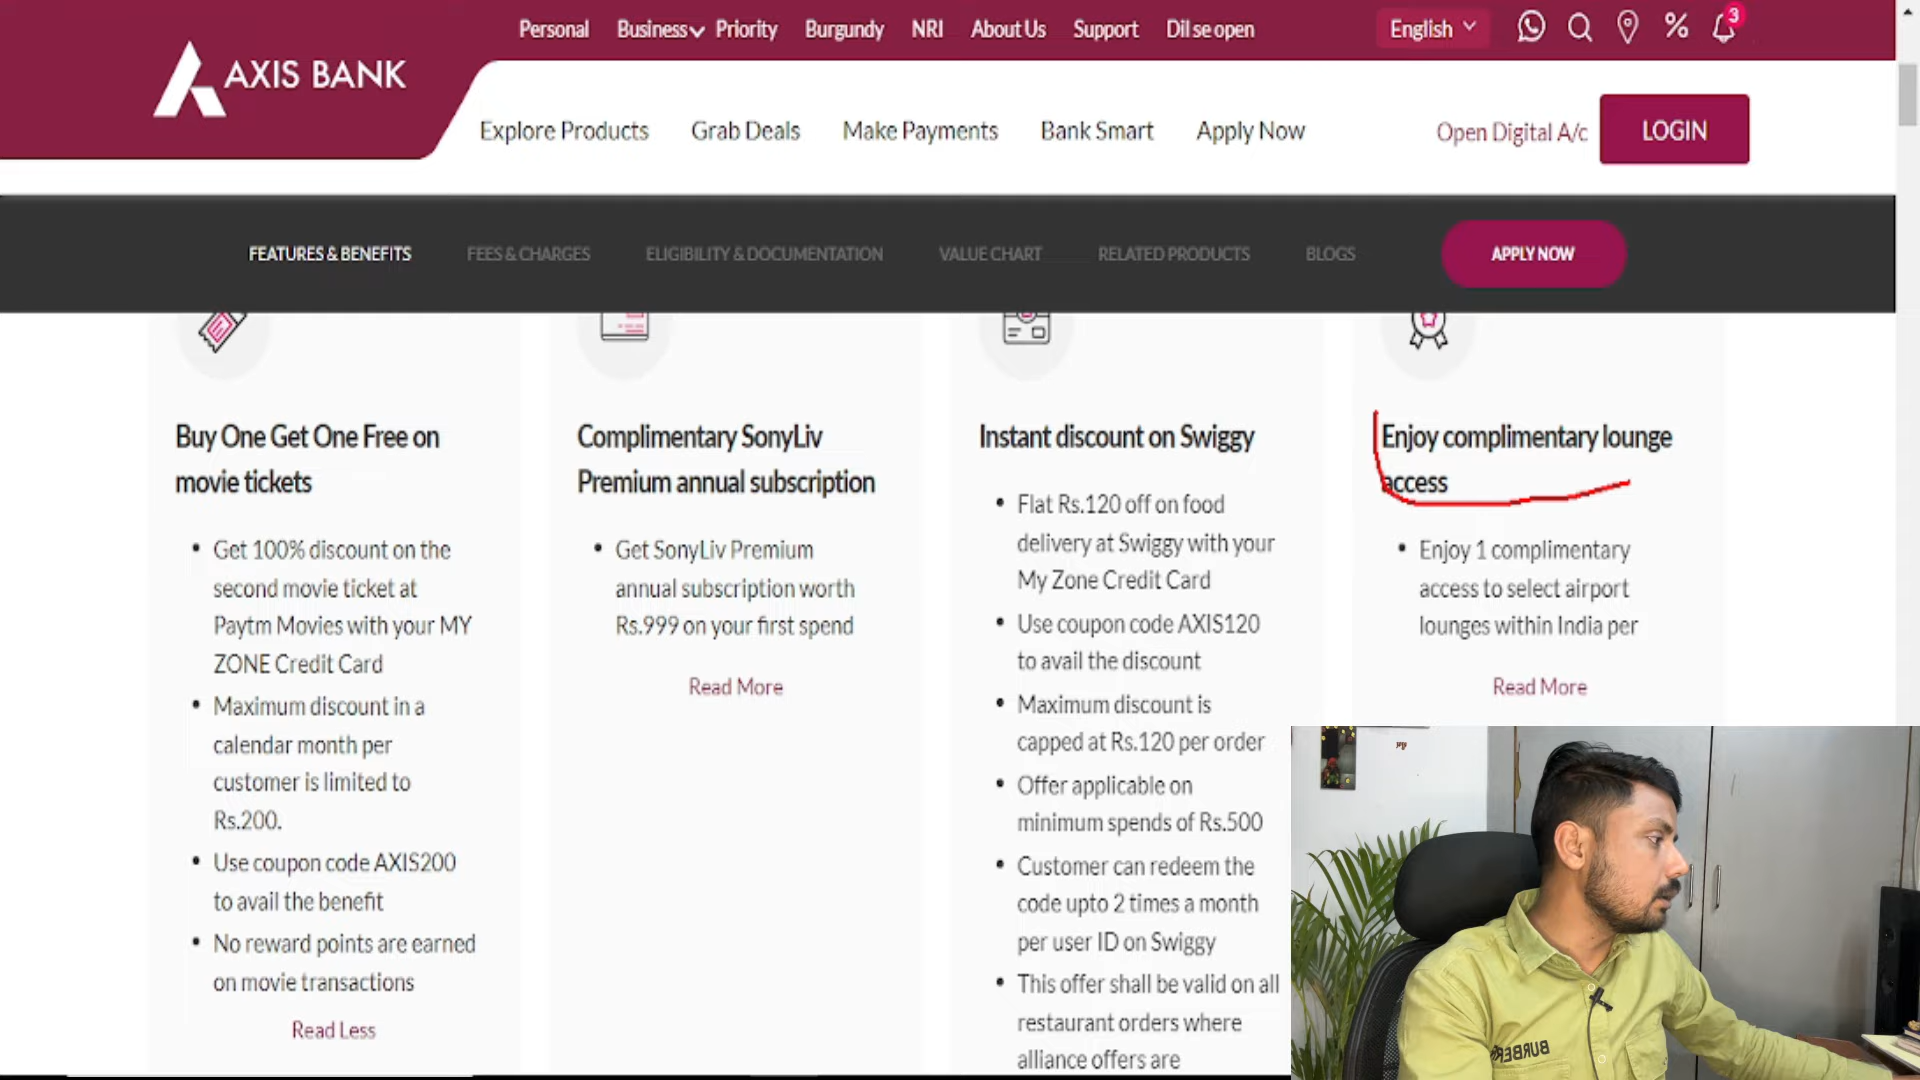 Personal Business Priority Burgundy NRI About Us Support Dil se open English 3
AXIS BANK
Explore Products Grab Deals Make Payments Bank Smart Apply Now Open Digital A/c LOGIN
FEATURES & BENEFITS FEES & CHARGES ELIGIBILITY & DOCUMENTATION VALUE CHART RELATED PRODUCTS BLOGS APPLY NOW
Buy One Get One Free on
movie tickets
• Get 100% discount on the
second movie ticket at
Paytm Movies with your MY
ZONE Credit Card
• Maximum discount in a
calendar month per
customer is limited to
Rs.200.
• Use coupon code AXIS200
to avail the benefit
• No reward points are earned
on movie transactions
Read Less
Complimentary SonyLiv
Premium annual subscription
• Get SonyLiv Premium
annual subscription worth
Rs.999 on your first spend
Read More
Instant discount on Swiggy
• Flat Rs.120 off on food
delivery at Swiggy with your
My Zone Credit Card
• Use coupon code AXIS120
to avail the discount
• Maximum discount is
capped at Rs.120 per order
• Offer applicable on
minimum spends of Rs.500
• Customer can redeem the
code upto 2 times a month
per user ID on Swiggy
• This offer shall be valid on all
restaurant orders where
alliance offers are
Enjoy complimentary lounge
access
• Enjoy 1 complimentary
access to select airport
lounges within India per
Read More